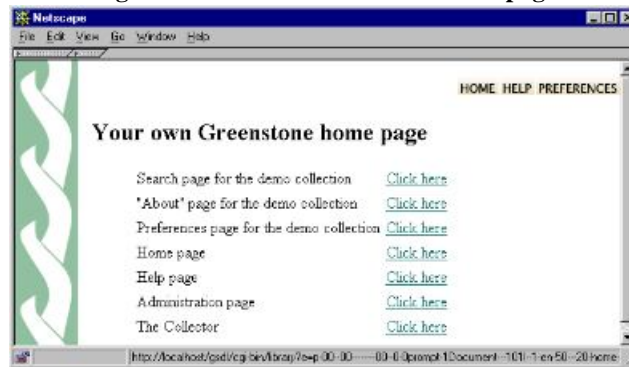 Netscape
File Edit View Go Window Help
HOME HELP PREFERENCES
Your own Greenstone home page
Search page for the demo collection Click here
"About" page for the demo collection Click here
Preferences page for the demo collection Click here
Home page Click here
Help page Click here
Administration page Click here
The Collector Click here